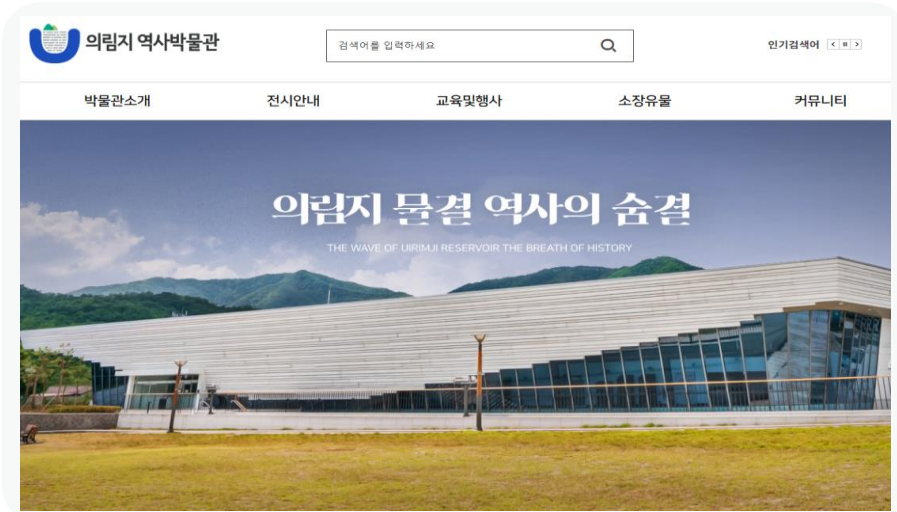 의림지 역사박물관
검색어를 입력하세요
인기검색어
박물관소개 전시안내 교육및행사 소장유물 커뮤니티
의림지 물결 역사의 숨결
THE WAVE OF UIRIMJI RESERVOIR THE BREATH OF HISTORY